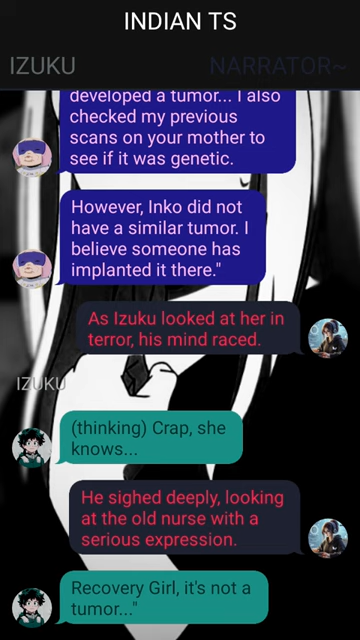 INDIAN TS
IZUKU NARRATOR~
developed a tumor... I also
checked my previous
scans on your mother to
see if it was genetic.
However, Inko did not
have a similar tumor. I
believe someone has
implanted it there."
As Izuku looked at her in
terror, his mind raced.
IZUKU
(thinking) Crap, she
knows...
He sighed deeply, looking
at the old nurse with a
serious expression.
Recovery Girl, it's not a
tumor..."